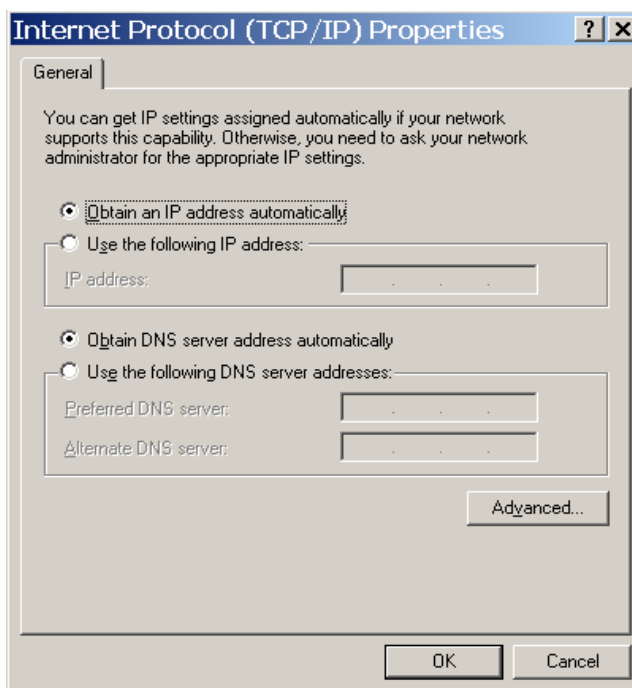 Internet Protocol (TCP/IP) Properties
General
You can get IP settings assigned automatically if your network
supports this capability. Otherwise, you need to ask your network
administrator for the appropriate IP settings.
Obtain an IP address automatically
Use the following IP address:
IP address:
Obtain DNS server address automatically
Use the following DNS server addresses:
Preferred DNS server:
Alternate DNS server:
Advanced...
OK Cancel